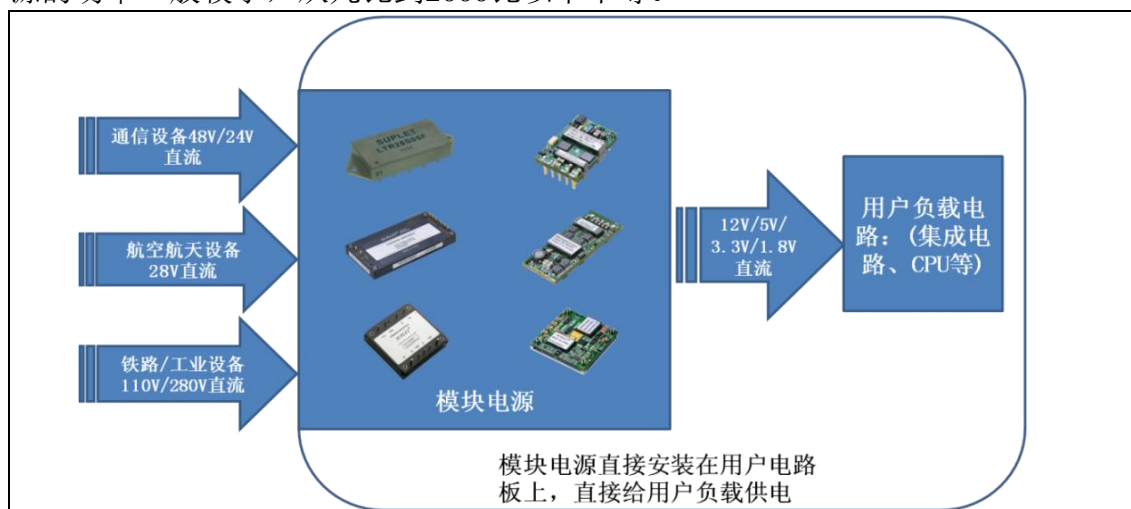 通信设备48V/24V
直流
航空航天设备
28V直流
铁路/工业设备
110V/280V直流
SUPLET
模块电源
12V/5V/
3.3V/1.8V
直流
用户负载电
路：(集成电
路、CPU等)
模块电源直接安装在用户电路
板上，直接给用户负载供电